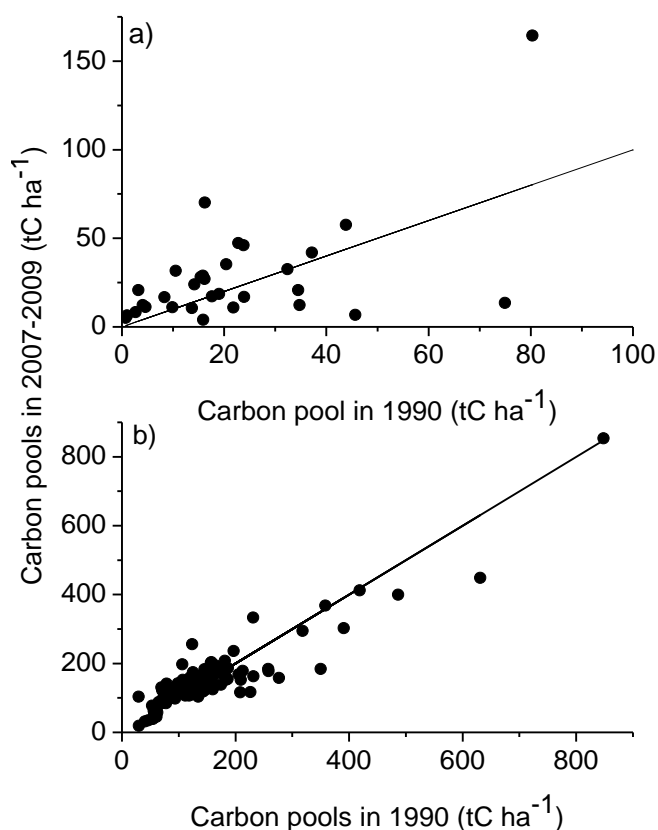 a)
150
100
50
0
0 20 40 60 80 100
Carbon pool in 1990 (tC ha⁻¹)
Carbon pools in 2007-2009 (tC ha⁻¹)
b)
800
600
400
200
0
0 200 400 600 800
Carbon pools in 1990 (tC ha⁻¹)